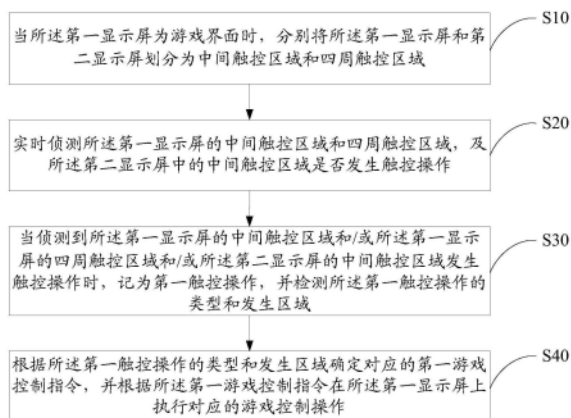 当所述第一显示屏为游戏界面时，分别将所述第一显示屏和第
二显示屏划分为中间触控区域和四周触控区域
S10
实时侦测所述第一显示屏的中间触控区域和四周触控区域，及
所述第二显示屏中的中间触控区域是否发生触控操作
S20
当侦测到所述第一显示屏的中间触控区域和/或所述第一显示
屏的四周触控区域和/或所述第二显示屏的中间触控区域发生
触控操作时，记为第一触控操作，并检测所述第一触控操作的
类型和发生区域
S30
根据所述第一触控操作的类型和发生区域确定对应的第一游戏
控制指令，并根据所述第一游戏控制指令在所述第一显示屏上
执行对应的游戏控制操作
S40